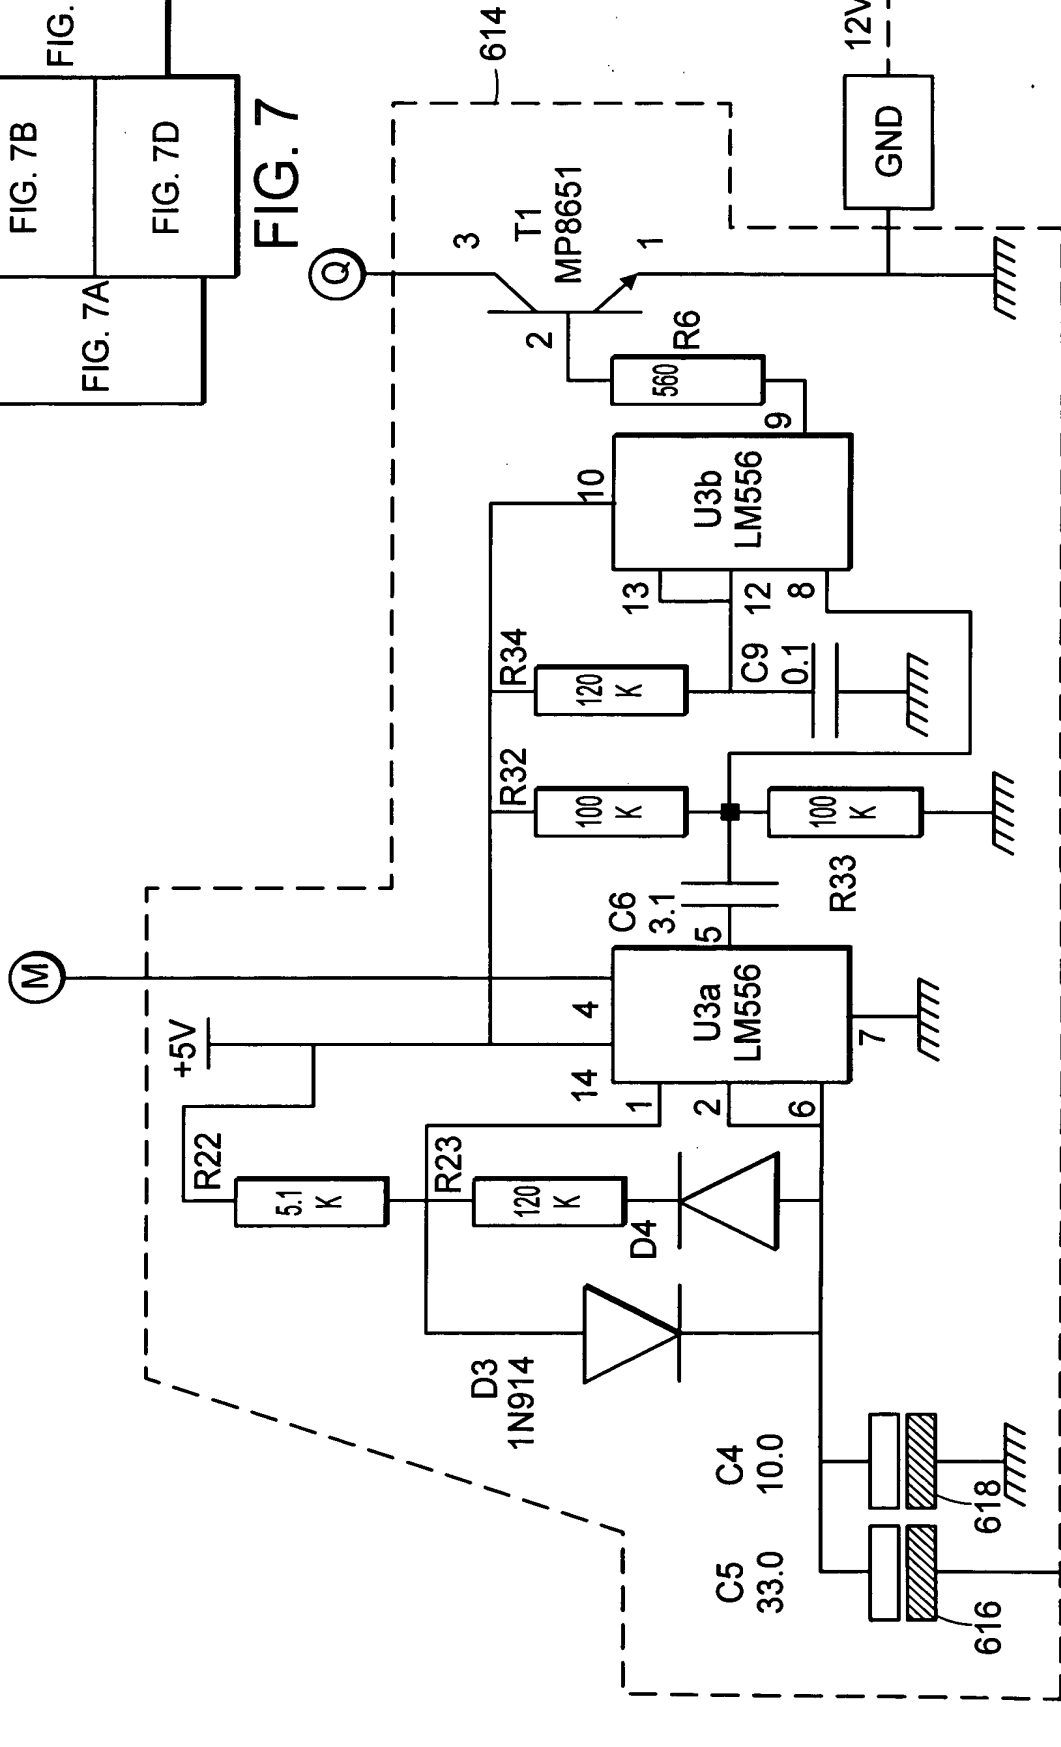 FIG.
FIG. 7B
FIG. 7D
FIG. 7A
FIG. 7
614
12V
GND
Q
3
T1
MP8651
1
2
R6
560
9
10
U3b
LM556
13
12
8
R34
120
K
C9
0.1
R32
100
K
100
K
R33
C6
3.1
5
M
4
U3a
LM556
7
+5V
14
1
2
6
R22
5.1
K
R23
120
K
D4
D3
1N914
C4
10.0
618
C5
33.0
616